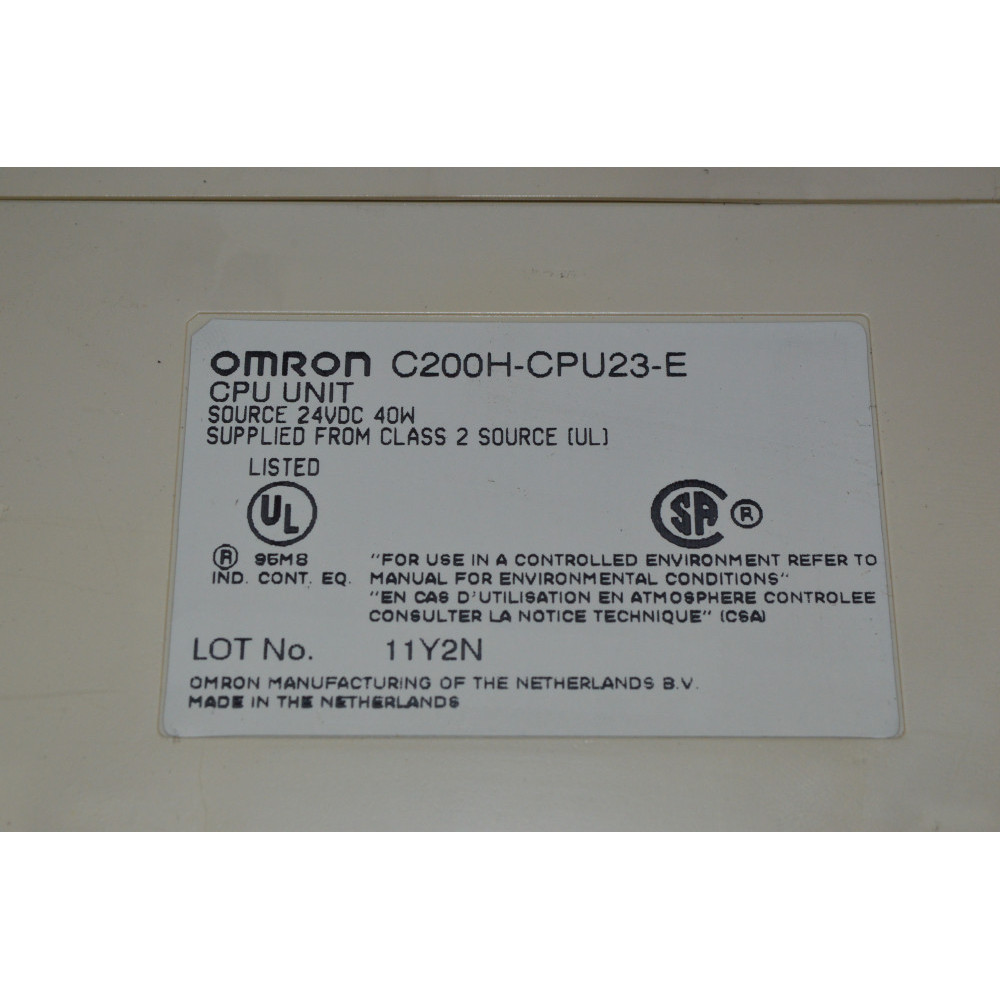 OMRON C200H-CPU23-E
CPU UNIT
SOURCE 24VDC 40W
SUPPLIED FROM CLASS 2 SOURCE (UL)
LISTED
UL
SA ®
® 95M8
IND. CONT. EQ.
"FOR USE IN A CONTROLLED ENVIRONMENT REFER TO
MANUAL FOR ENVIRONMENTAL CONDITIONS"
"EN CAS D'UTILISATION EN ATMOSPHERE CONTROLEE
CONSULTER LA NOTICE TECHNIQUE" (CSA)
LOT No. 11Y2N
OMRON MANUFACTURING OF THE NETHERLANDS B.V.
MADE IN THE NETHERLANDS